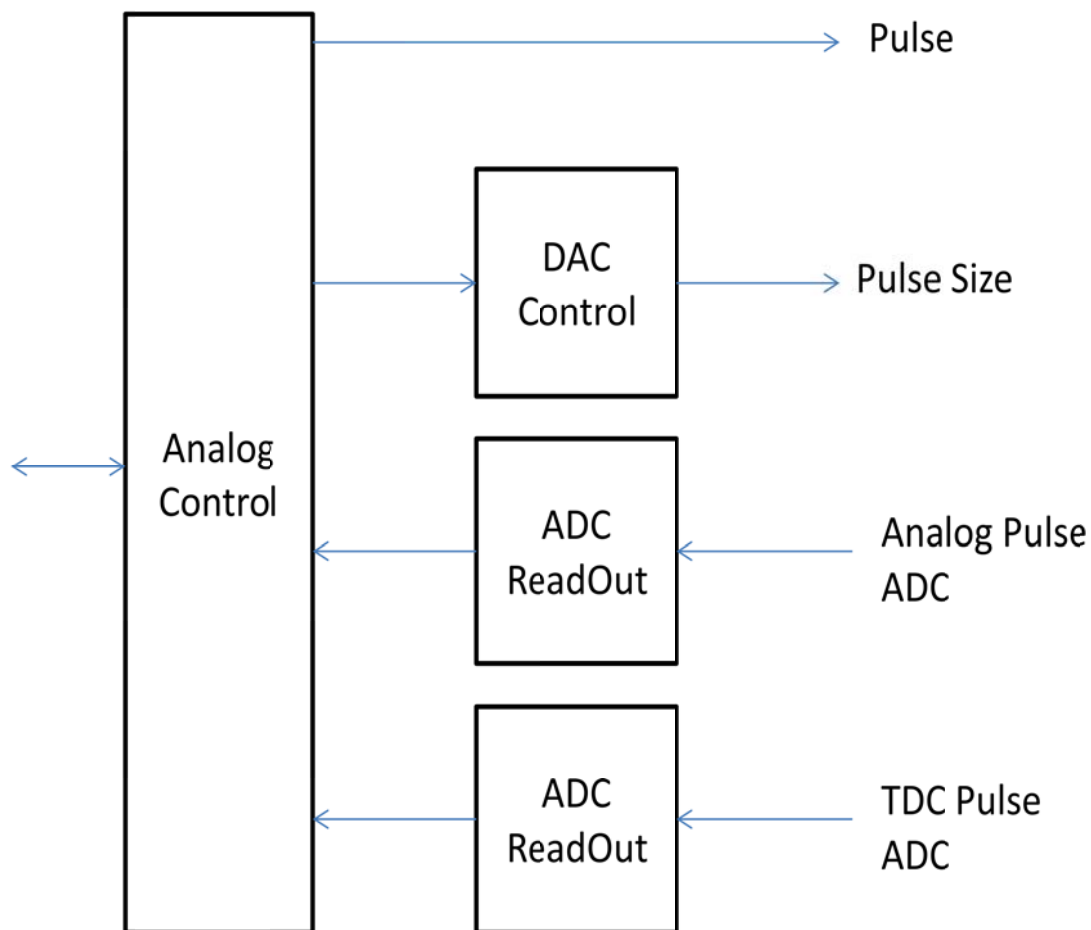 Pulse
DAC
Control
Pulse Size
Analog
Control
ADC
ReadOut
Analog Pulse
ADC
ADC
ReadOut
TDC Pulse
ADC